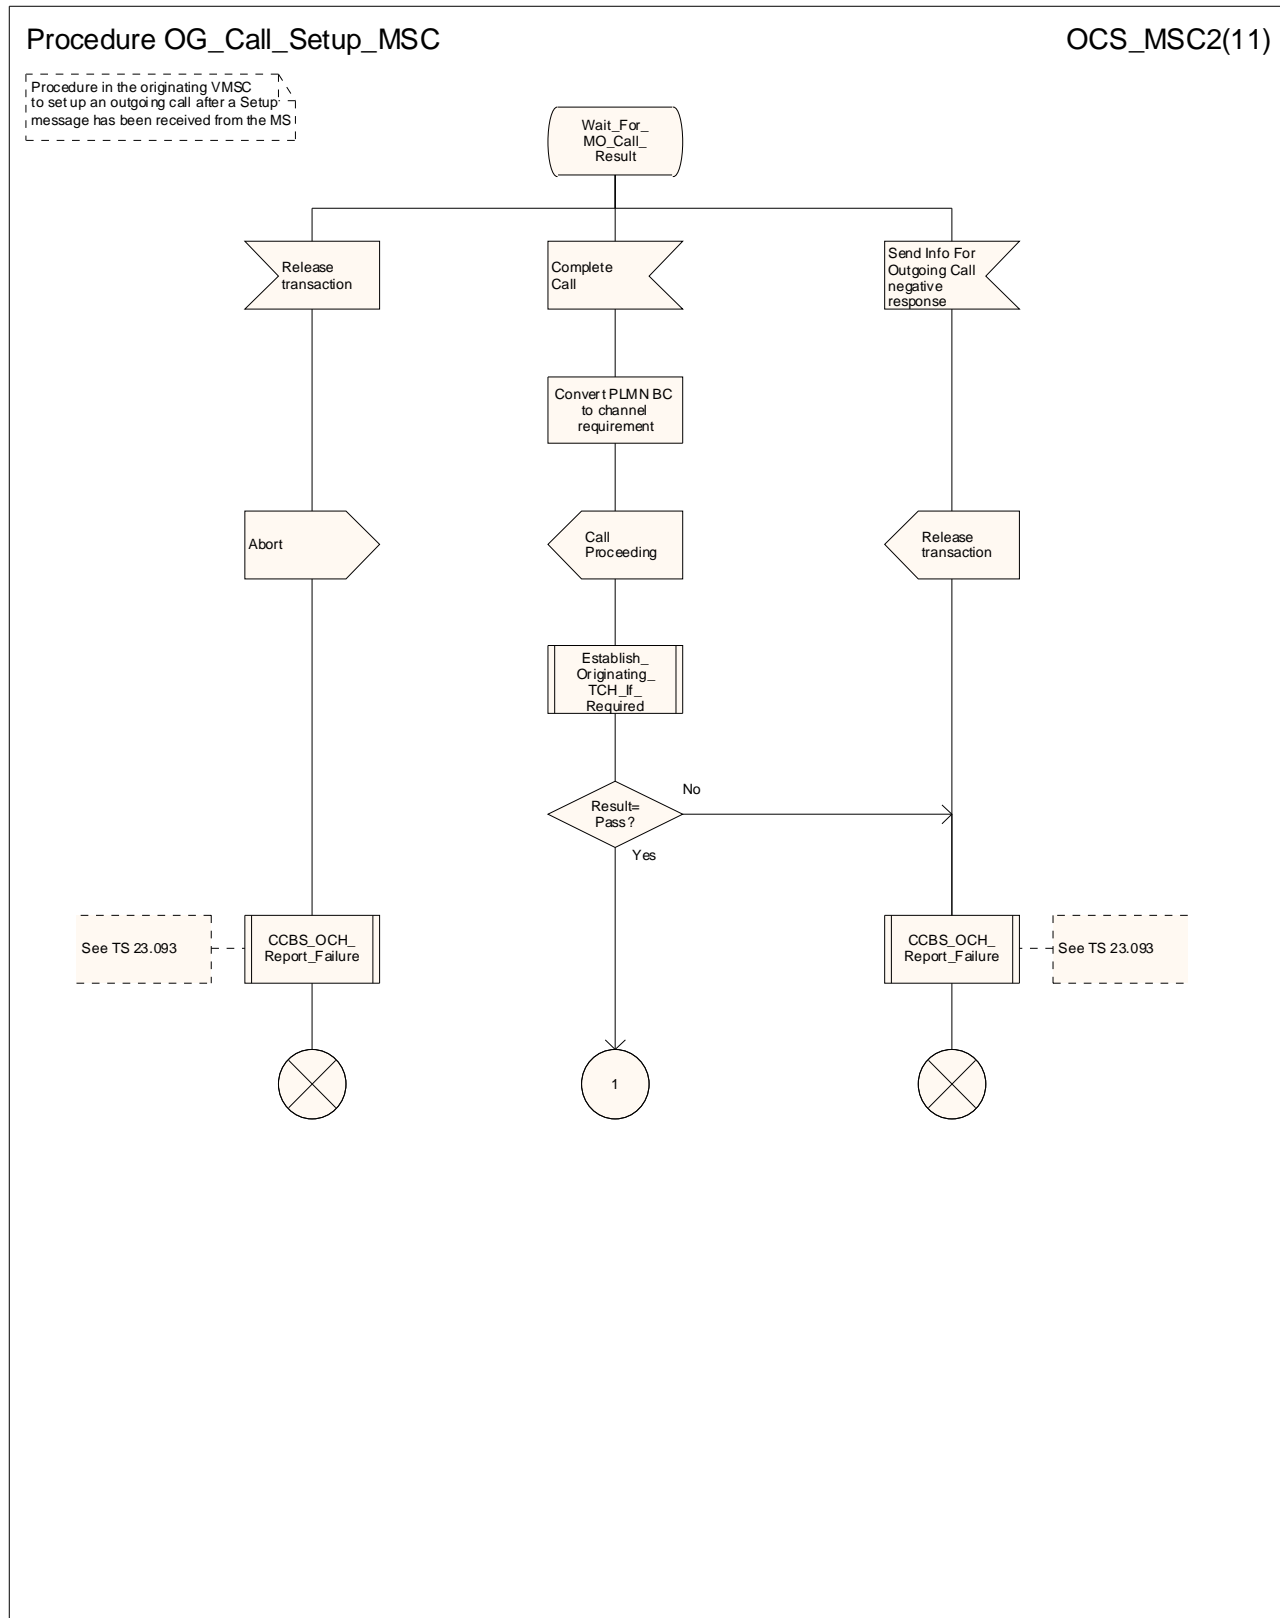 Procedure OG_Call_Setup_MSC
OCS_MSC2(11)
Procedure in the originating VMSC
to set up an outgoing call after a Setup
message has been received from the MS
Wait_For_
MO_Call_
Result
Release
transaction
Complete
Call
Send Info For
Outgoing Call
negative
response
Convert PLMN BC
to channel
requirement
Abort
Call
Proceeding
Release
transaction
Establish_
Originating_
TCH_If_
Required
Result=
Pass?
No
Yes
See TS 23.093
CCBS_OCH_
Report_Failure
CCBS_OCH_
Report_Failure
See TS 23.093
1